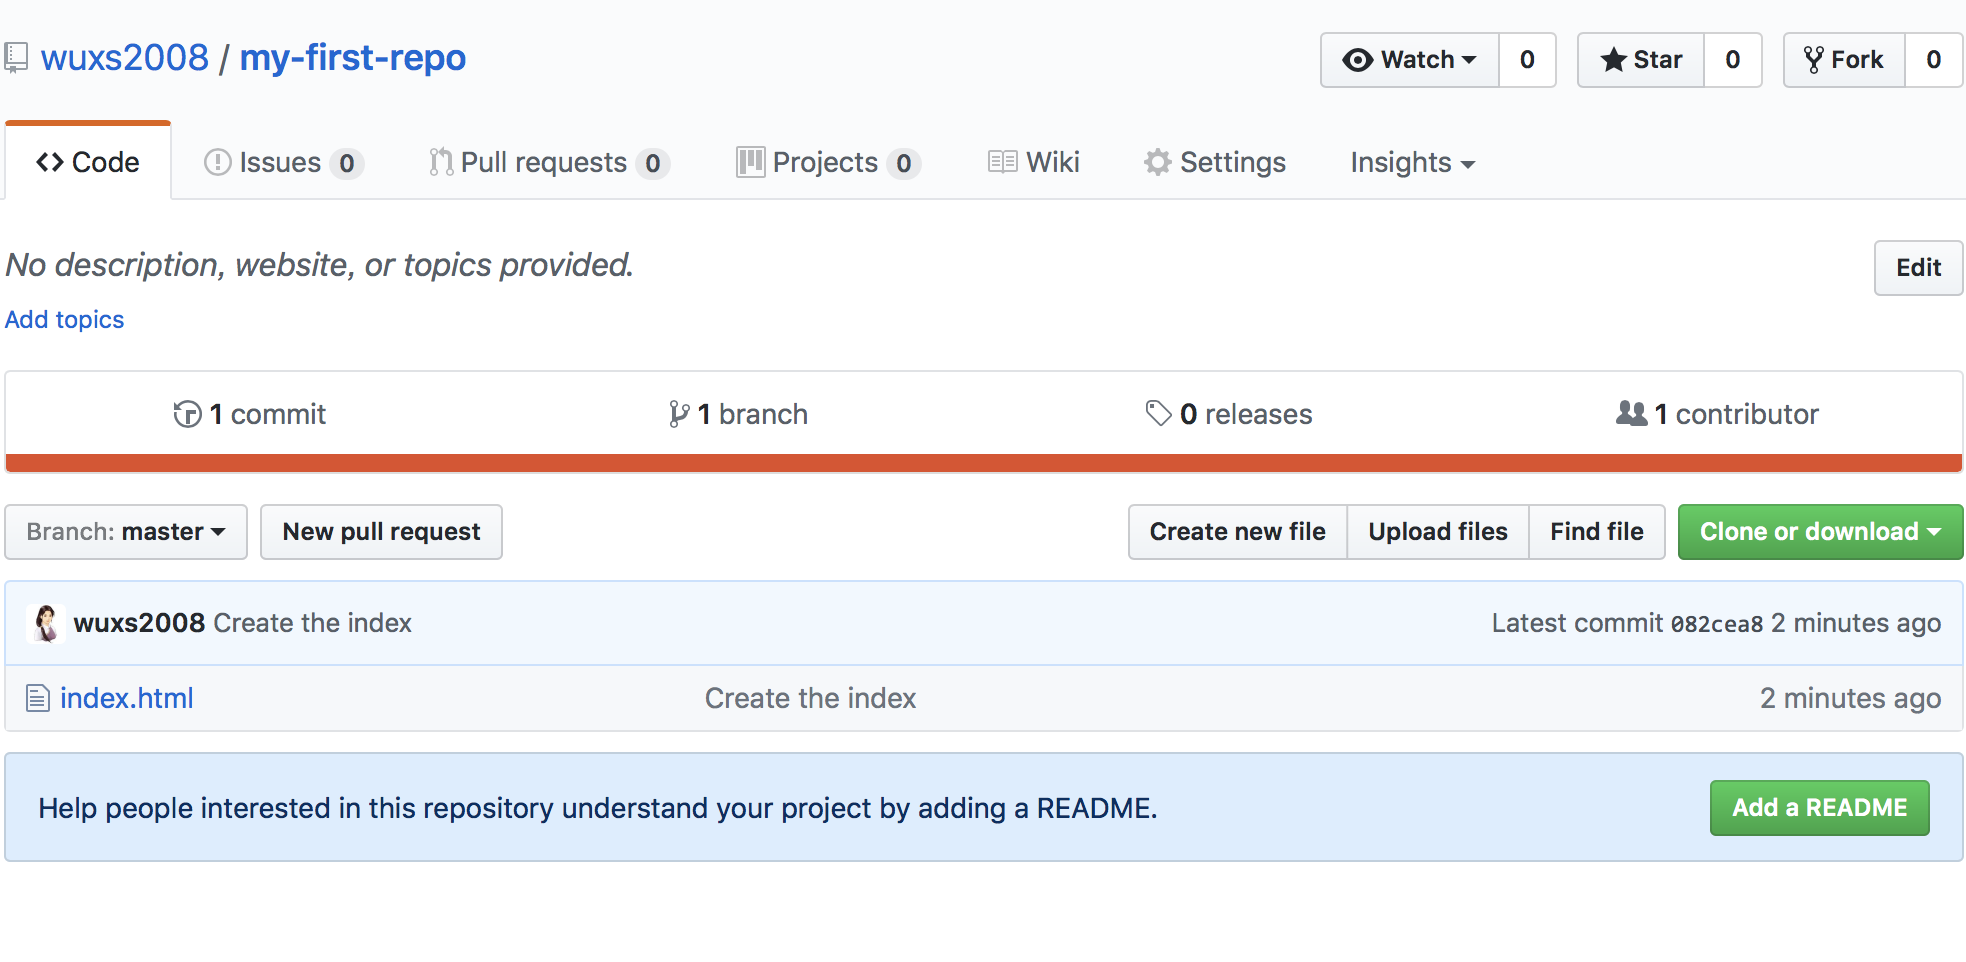 wuxs2008 / my-first-repo
Watch 0 Star 0 Fork 0
Code Issues 0 Pull requests 0 Projects 0 Wiki Settings Insights
No description, website, or topics provided.
Edit
Add topics
1 commit 1 branch 0 releases 1 contributor
Branch: master New pull request Create new file Upload files Find file Clone or download
wuxs2008 Create the index Latest commit 082cea8 2 minutes ago
index.html Create the index 2 minutes ago
Help people interested in this repository understand your project by adding a README. Add a README